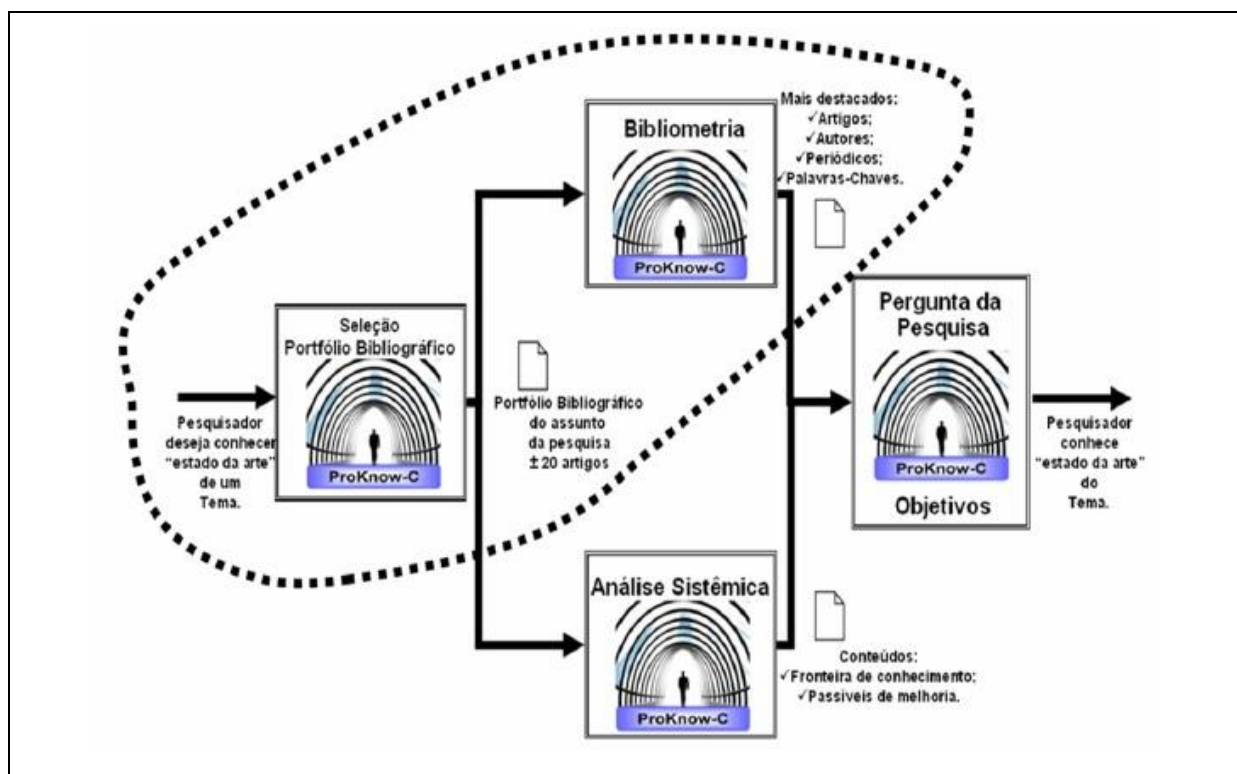 Bibliometria
ProKnow-C
Mais destacados:
✓Artigos;
✓Autores;
✓Periódicos;
✓Palavras-Chaves.
Seleção
Portfólio Bibliográfico
ProKnow-C
Pesquisador
deseja conhecer
“estado da arte”
de um
Tema.
Portfólio Bibliográfico
do assunto
da pesquisa
±20 artigos
Pergunta da
Pesquisa
ProKnow-C
Objetivos
Pesquisador
conhece
“estado da arte”
do
Tema.
Análise Sistêmica
ProKnow-C
Conteúdos:
✓Fronteira de conhecimento;
✓Passíveis de melhoria.